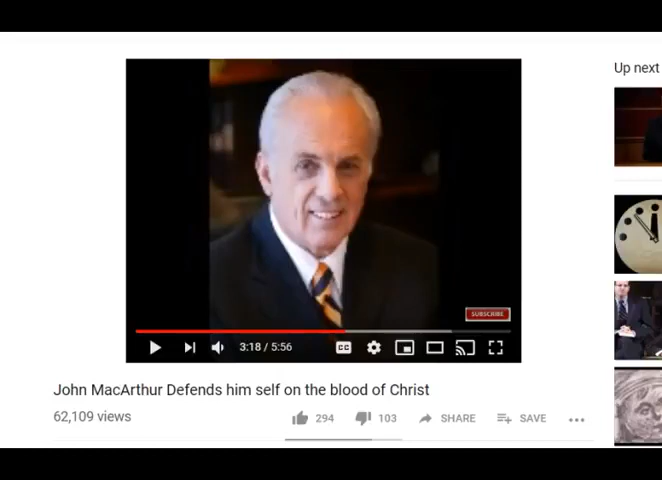 Up next
SUBSCRIBE
3:18 / 5:56
CC
John MacArthur Defends him self on the blood of Christ
62,109 views
294
103
SHARE
SAVE